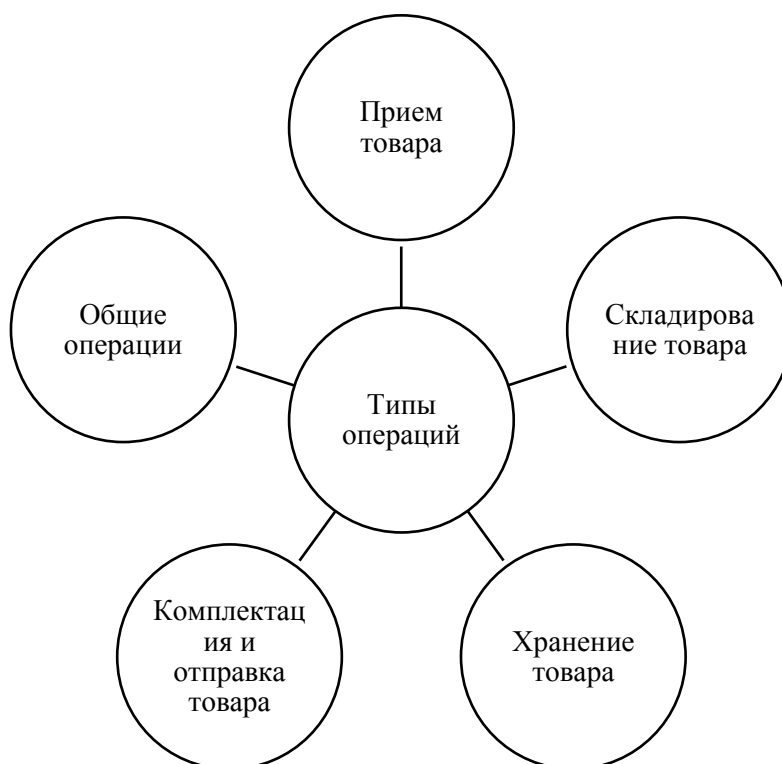 Прием
товара
Общие
операции
Складирова
ние товара
Типы
операций
Комплектац
ия и
отправка
товара
Хранение
товара